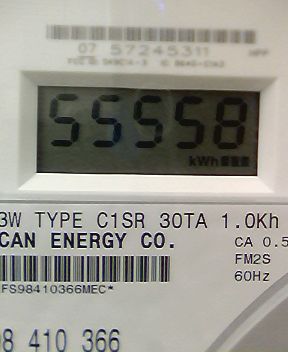 07 57245311
55558
kWh
3W TYPE C1SR 30TA 1.0Kh
CAN ENERGY CO.
CA 0.5
FM2S
60Hz
FS98410366MEC*
98 410 366